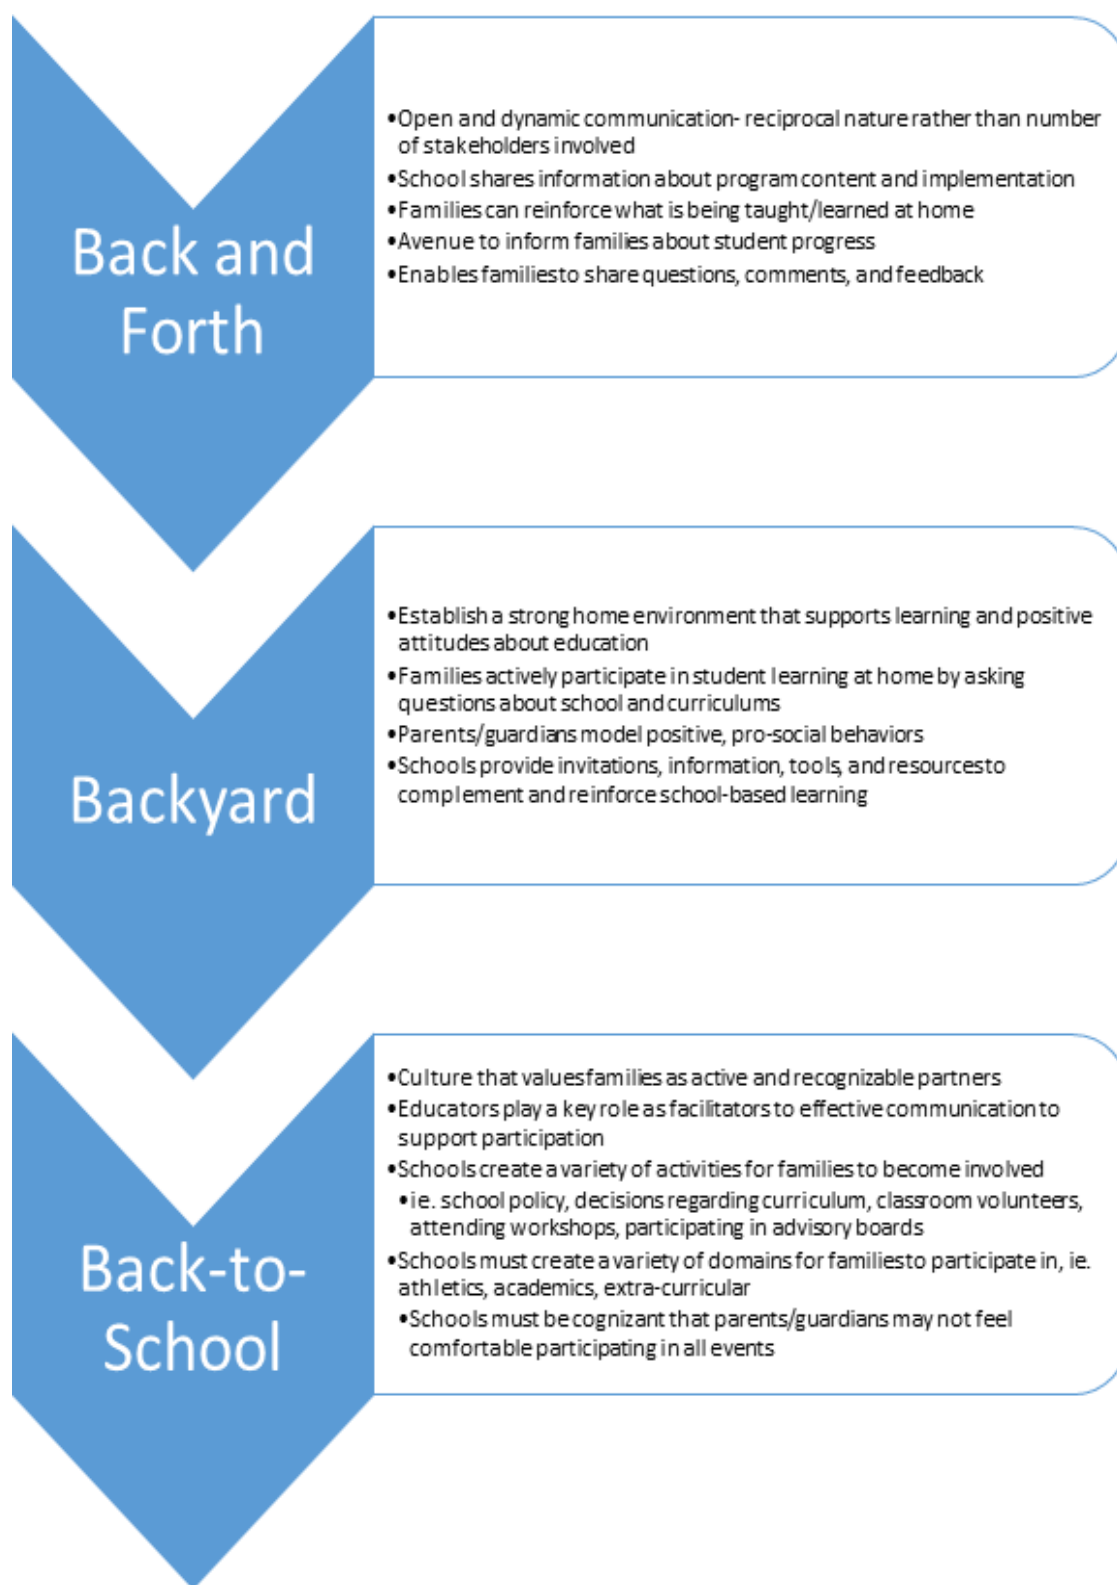 Back and
Forth
•Open and dynamic communication- reciprocal nature rather than number
of stakeholders involved
•School shares information about program content and implementation
•Families can reinforce what is being taught/learned at home
•Avenue to inform families about student progress
•Enables families to share questions, comments, and feedback
Backyard
•Establish a strong home environment that supports learning and positive
attitudes about education
•Families actively participate in student learning at home by asking
questions about school and curriculums
•Parents/guardians model positive, pro-social behaviors
•Schools provide invitations, information, tools, and resources to
complement and reinforce school-based learning
Back-to-
School
•Culture that values families as active and recognizable partners
•Educators play a key role as facilitators to effective communication to
support participation
•Schools create a variety of activities for families to become involved
•ie. school policy, decisions regarding curriculum, classroom volunteers,
attending workshops, participating in advisory boards
•Schools must create a variety of domains for families to participate in, ie.
athletics, academics, extra-curricular
•Schools must be cognizant that parents/guardians may not feel
comfortable participating in all events